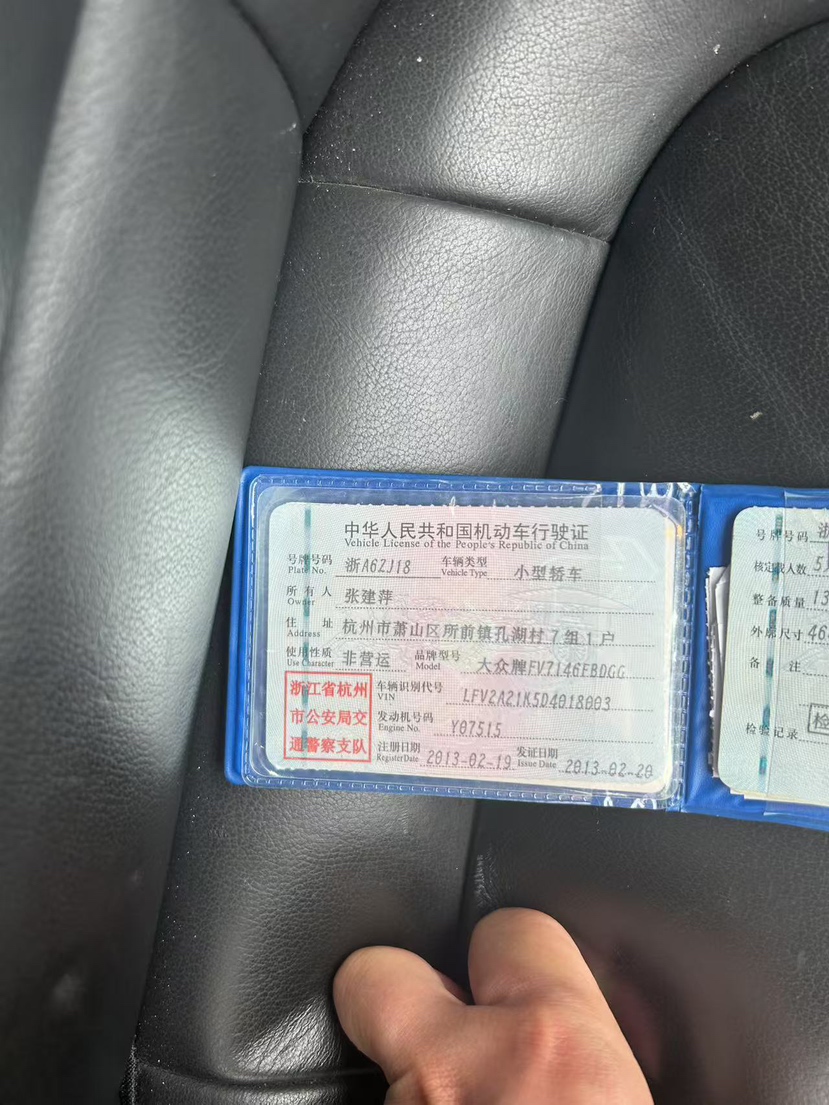 中华人民共和国机动车行驶证
Vehicle License of the People's Republic of China
号牌号码 浙A6ZJ18 车辆类型 小型轿车
Plate No. Vehicle Type
所有人 张建萍
Owner
住址 杭州市萧山区所前镇孔湖村7组1户
Address
使用性质 非营运 品牌型号 大众牌FV7146FBDGG
Use Character Model
浙江省杭州
市公安局交
通警察支队
车辆识别代号 LFV2A21K5D4018003
VIN
发动机号码 Y07515
Engine No.
注册日期 2013-02-19 发证日期 2013-02-20
Register Date Issue Date
号牌号码 浙
核定载人数 5
整备质量 13
外廓尺寸 46
备注
检
检验记录